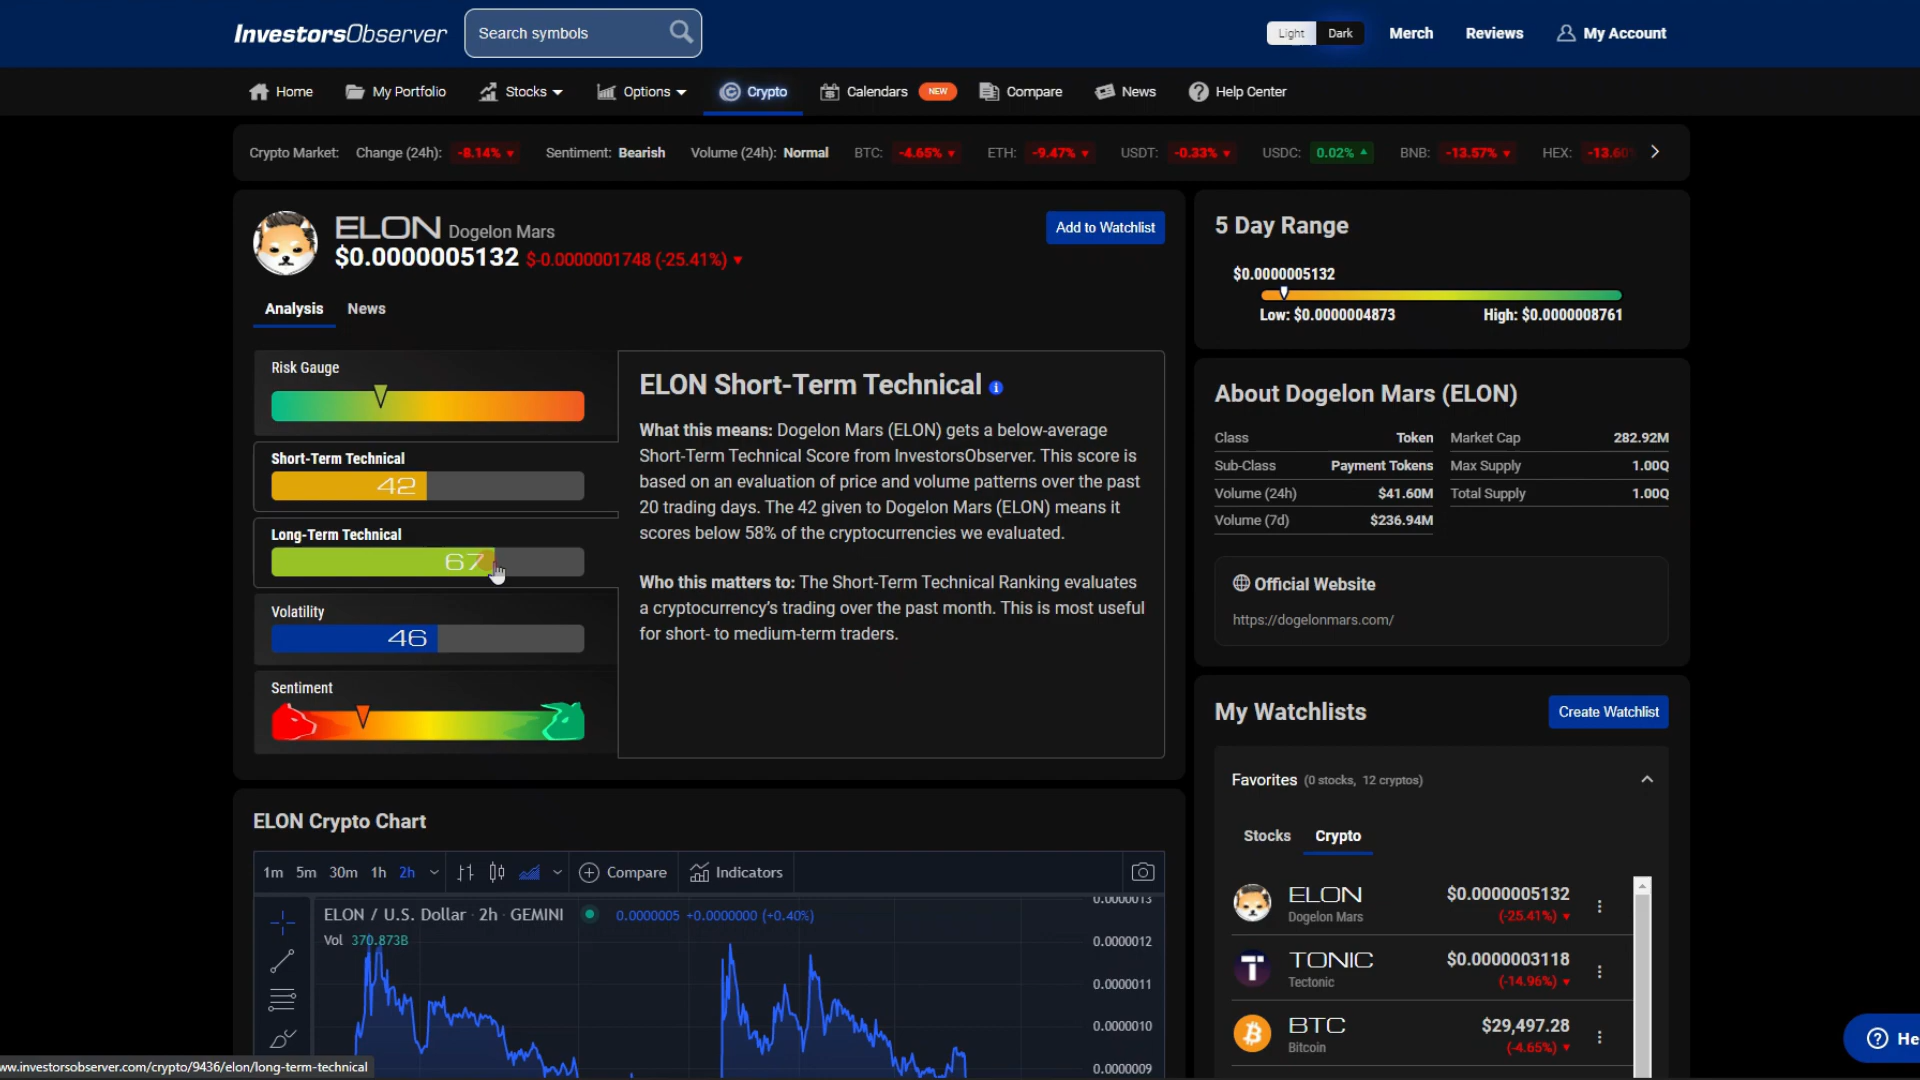 InvestorsObserver
Search symbols
Light Dark Merch Reviews My Account
Home My Portfolio Stocks Options Crypto Calendars NEW Compare News Help Center
Crypto Market: Change (24h): -8.14% Sentiment: Bearish Volume (24h): Normal BTC: -4.65% ETH: -9.47% USDT: -0.33% USDC: 0.02% BNB: -13.57% HEX: -13.60
ELON Dogelon Mars
$0.0000005132 $-0.0000001748 (-25.41%)
Add to Watchlist
Analysis News
Risk Gauge
Short-Term Technical
42
Long-Term Technical
67
Volatility
46
Sentiment
ELON Short-Term Technical
What this means: Dogelon Mars (ELON) gets a below-average
Short-Term Technical Score from InvestorsObserver. This score is
based on an evaluation of price and volume patterns over the past
20 trading days. The 42 given to Dogelon Mars (ELON) means it
scores below 58% of the cryptocurrencies we evaluated.
Who this matters to: The Short-Term Technical Ranking evaluates
a cryptocurrency's trading over the past month. This is most useful
for short- to medium-term traders.
ELON Crypto Chart
1m 5m 30m 1h 2h Compare Indicators
ELON / U.S. Dollar · 2h · GEMINI 0.0000005 +0.0000000 (+0.40%)
Vol 370.873B
0.0000013
0.0000012
0.0000011
0.0000010
0.0000009
5 Day Range
$0.0000005132
Low: $0.0000004873 High: $0.0000008761
About Dogelon Mars (ELON)
Class Token Market Cap 282.92M
Sub-Class Payment Tokens Max Supply 1.00Q
Volume (24h) $41.60M Total Supply 1.00Q
Volume (7d) $236.94M
Official Website
https://dogelonmars.com/
My Watchlists Create Watchlist
Favorites (0 stocks, 12 cryptos)
Stocks Crypto
ELON $0.0000005132
Dogelon Mars (-25.41%)
TONIC $0.0000003118
Tectonic (-14.96%)
BTC $29,497.28
Bitcoin (-4.65%)
He
ww.investorsobserver.com/crypto/9436/elon/long-term-technical